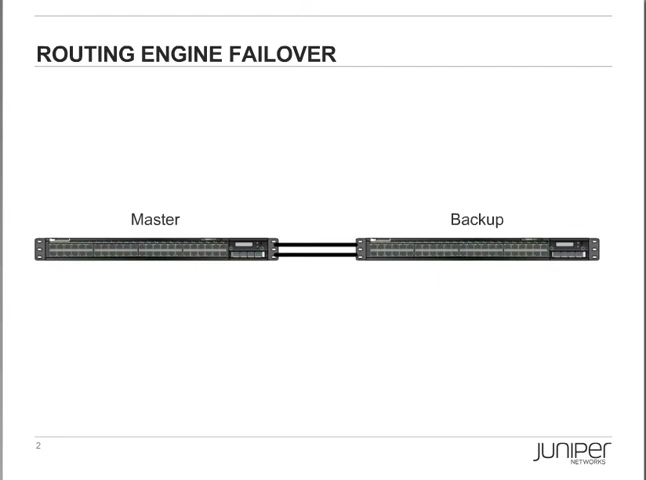 ROUTING ENGINE FAILOVER
Master
Backup
2
JUNIPER
NETWORKS